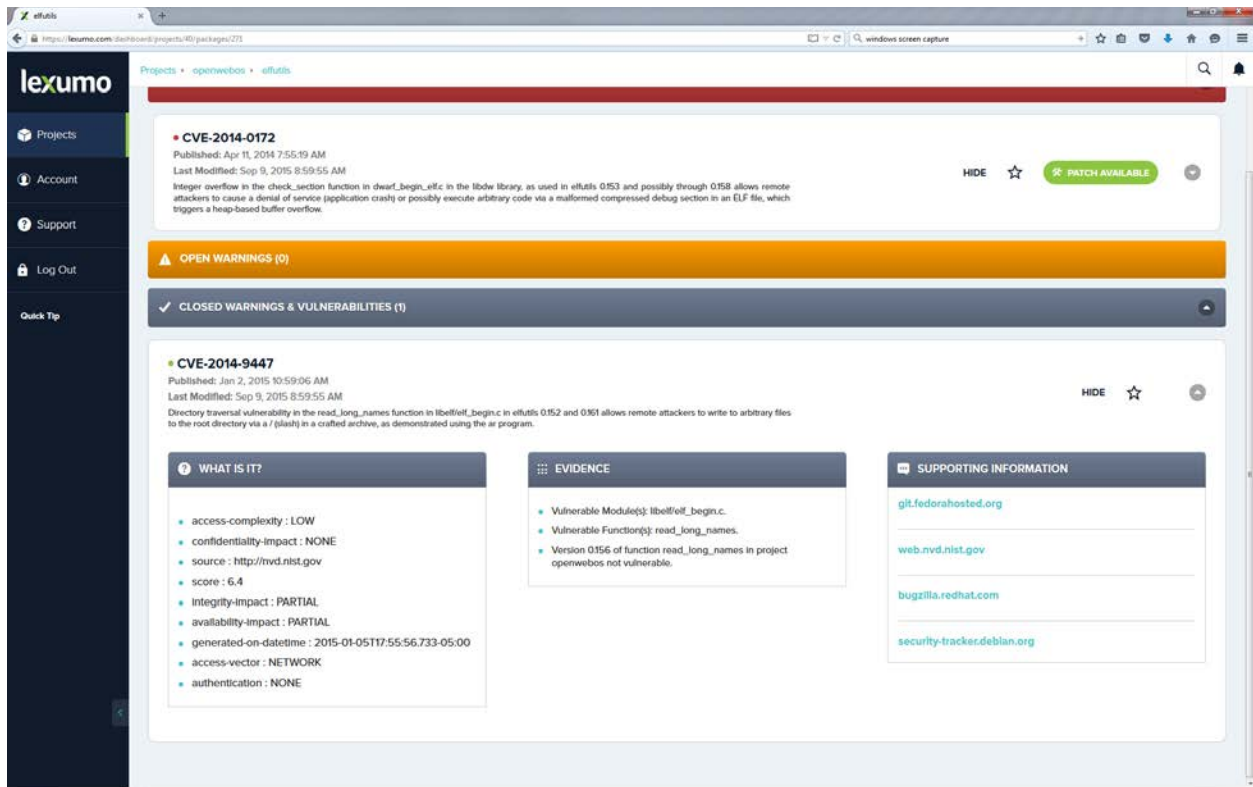 elfutils
https://lexumo.com/dashboard/projects/40/packages/271
windows screen capture
lexumo
Projects
Account
Support
Log Out
Quick Tip
Projects openwebos elfutils
CVE-2014-0172
Published: Apr 11, 2014 7:55:19 AM
Last Modified: Sep 9, 2015 8:59:55 AM
Integer overflow in the check_section function in dwarf_begin_elf.c in the libdw library, as used in elfutils 0.153 and possibly through 0.158 allows remote
attackers to cause a denial of service (application crash) or possibly execute arbitrary code via a malformed compressed debug section in an ELF file, which
triggers a heap-based buffer overflow.
HIDE
PATCH AVAILABLE
OPEN WARNINGS (0)
CLOSED WARNINGS & VULNERABILITIES (1)
CVE-2014-9447
Published: Jan 2, 2015 10:59:06 AM
Last Modified: Sep 9, 2015 8:59:55 AM
Directory traversal vulnerability in the read_long_names function in libelf/elf_begin.c in elfutils 0.152 and 0.161 allows remote attackers to write to arbitrary files
to the root directory via a / (slash) in a crafted archive, as demonstrated using the ar program.
HIDE
WHAT IS IT?
access-complexity : LOW
confidentiality-impact : NONE
source : http://nvd.nist.gov
score : 6.4
integrity-impact : PARTIAL
availability-impact : PARTIAL
generated-on-datetime : 2015-01-05T17:55:56.733-05:00
access-vector : NETWORK
authentication : NONE
EVIDENCE
Vulnerable Module(s): libelf/elf_begin.c.
Vulnerable Function(s): read_long_names.
Version 0.156 of function read_long_names in project
openwebos not vulnerable.
SUPPORTING INFORMATION
git.fedorahosted.org
web.nvd.nist.gov
bugzilla.redhat.com
security-tracker.debian.org